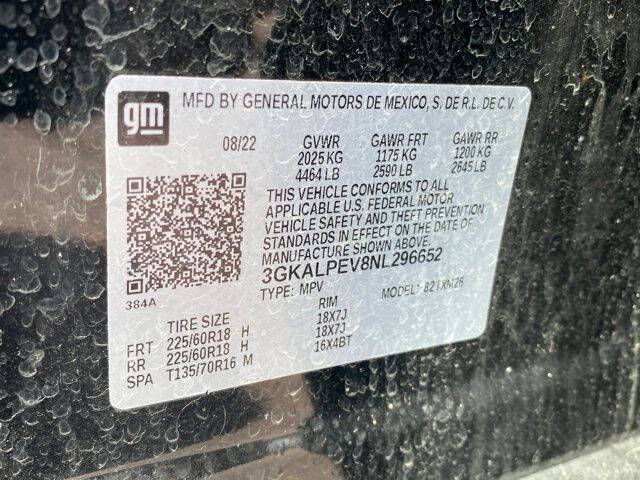 gm
MFD BY GENERAL MOTORS DE MEXICO, S. DE R.L. DE C.V.
08/22 GVWR GAWR FRT GAWR RR
2025 KG 1175 KG 1200 KG
4464 LB 2590 LB 2645 LB
THIS VEHICLE CONFORMS TO ALL
APPLICABLE U.S. FEDERAL MOTOR
VEHICLE SAFETY AND THEFT PREVENTION
STANDARDS IN EFFECT ON THE DATE OF
MANUFACTURE SHOWN ABOVE.
3GKALPEV8NL296652
TYPE: MPV MODEL: 82TXM26
384A
TIRE SIZE RIM
FRT 225/60R18 H 18X7J
RR 225/60R18 H 18X7J
SPA T135/70R16 M 16X4BT